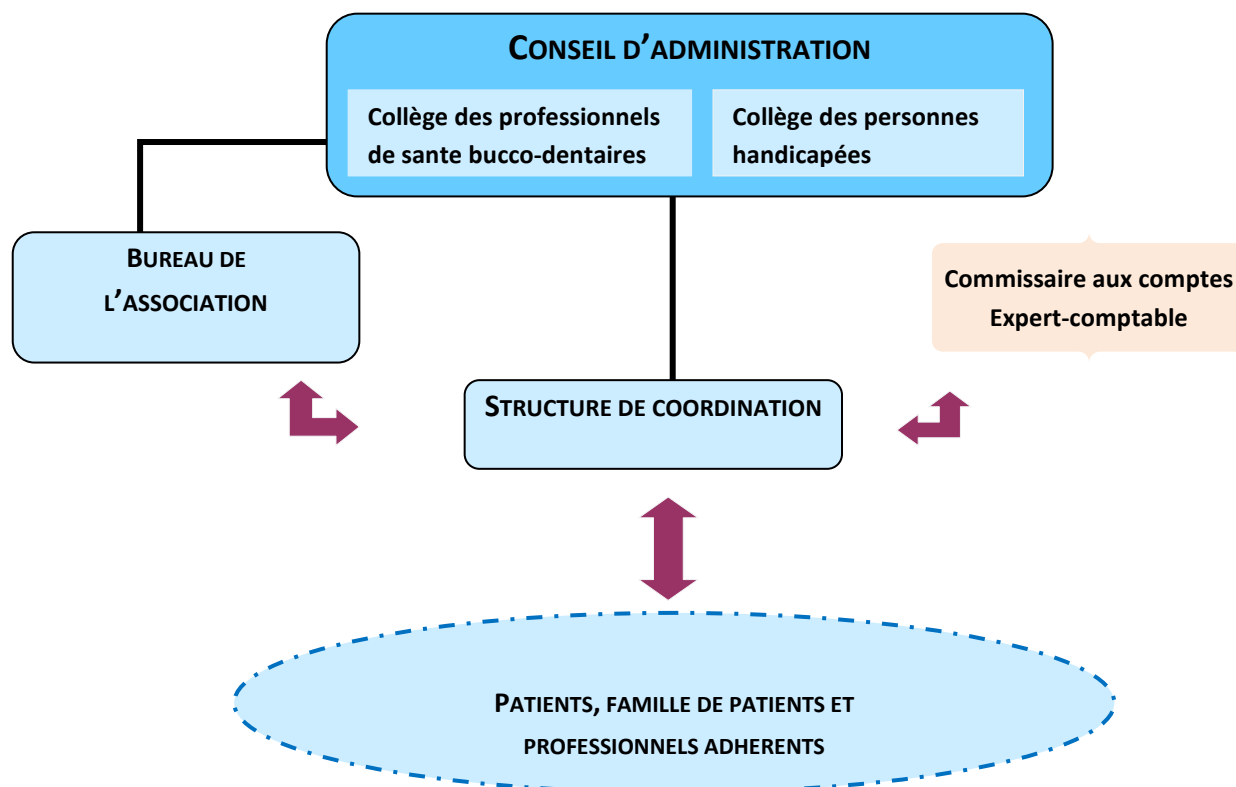 CONSEIL D'ADMINISTRATION
Collège des professionnels
de sante bucco-dentaires
Collège des personnes
handicapées
BUREAU DE
L'ASSOCIATION
Commissaire aux comptes
Expert-comptable
STRUCTURE DE COORDINATION
PATIENTS, FAMILLE DE PATIENTS ET
PROFESSIONNELS ADHERENTS